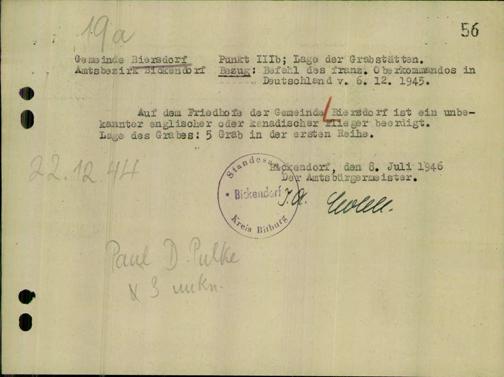 19a
56
Gemeinde Biersdorf Punkt IIIb; Lage der Grabstätten.
Amtsbezirk Bickendorf Bezug: Befehl des franz. Oberkommandos in
Deutschland v. 6. 12. 1945.
Auf dem Friedhofe der Gemeinde Biersdorf ist ein unbe-
kannter englischer oder kanadischer Flieger beerdigt.
Lage des Grabes: 5 Grab in der ersten Reihe.
22.12.44
Bickendorf, den 8. Juli 1946
Der Amtsbürgermeister.
Standesamt
Bickendorf
Kreis Bitburg
Paul D. Pulke
x 3 unkn.